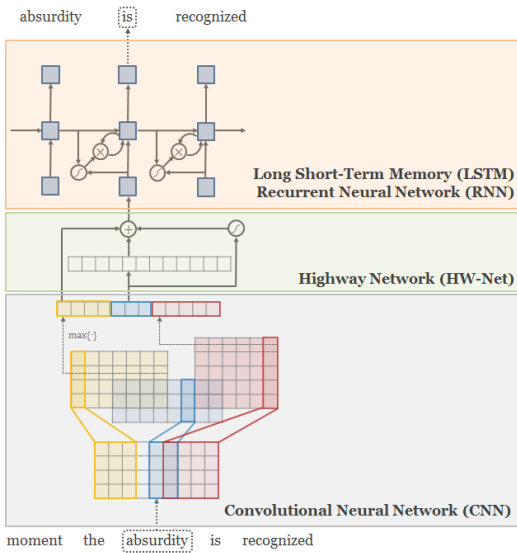 absurdity is recognized
Long Short-Term Memory (LSTM)
Recurrent Neural Network (RNN)
Highway Network (HW-Net)
max(·)
Convolutional Neural Network (CNN)
moment the absurdity is recognized